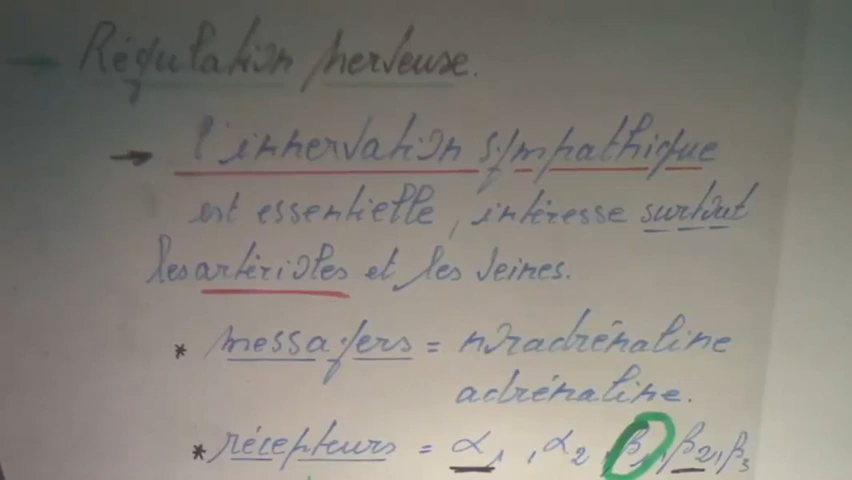 → Régulation nerveuse.
→ l'innervation sympathique
est essentielle, intéresse surtout
les artérioles et les veines.
* messagers = noradrénaline
adrénaline.
* récepteurs = α1, α2, β1, β2, β3